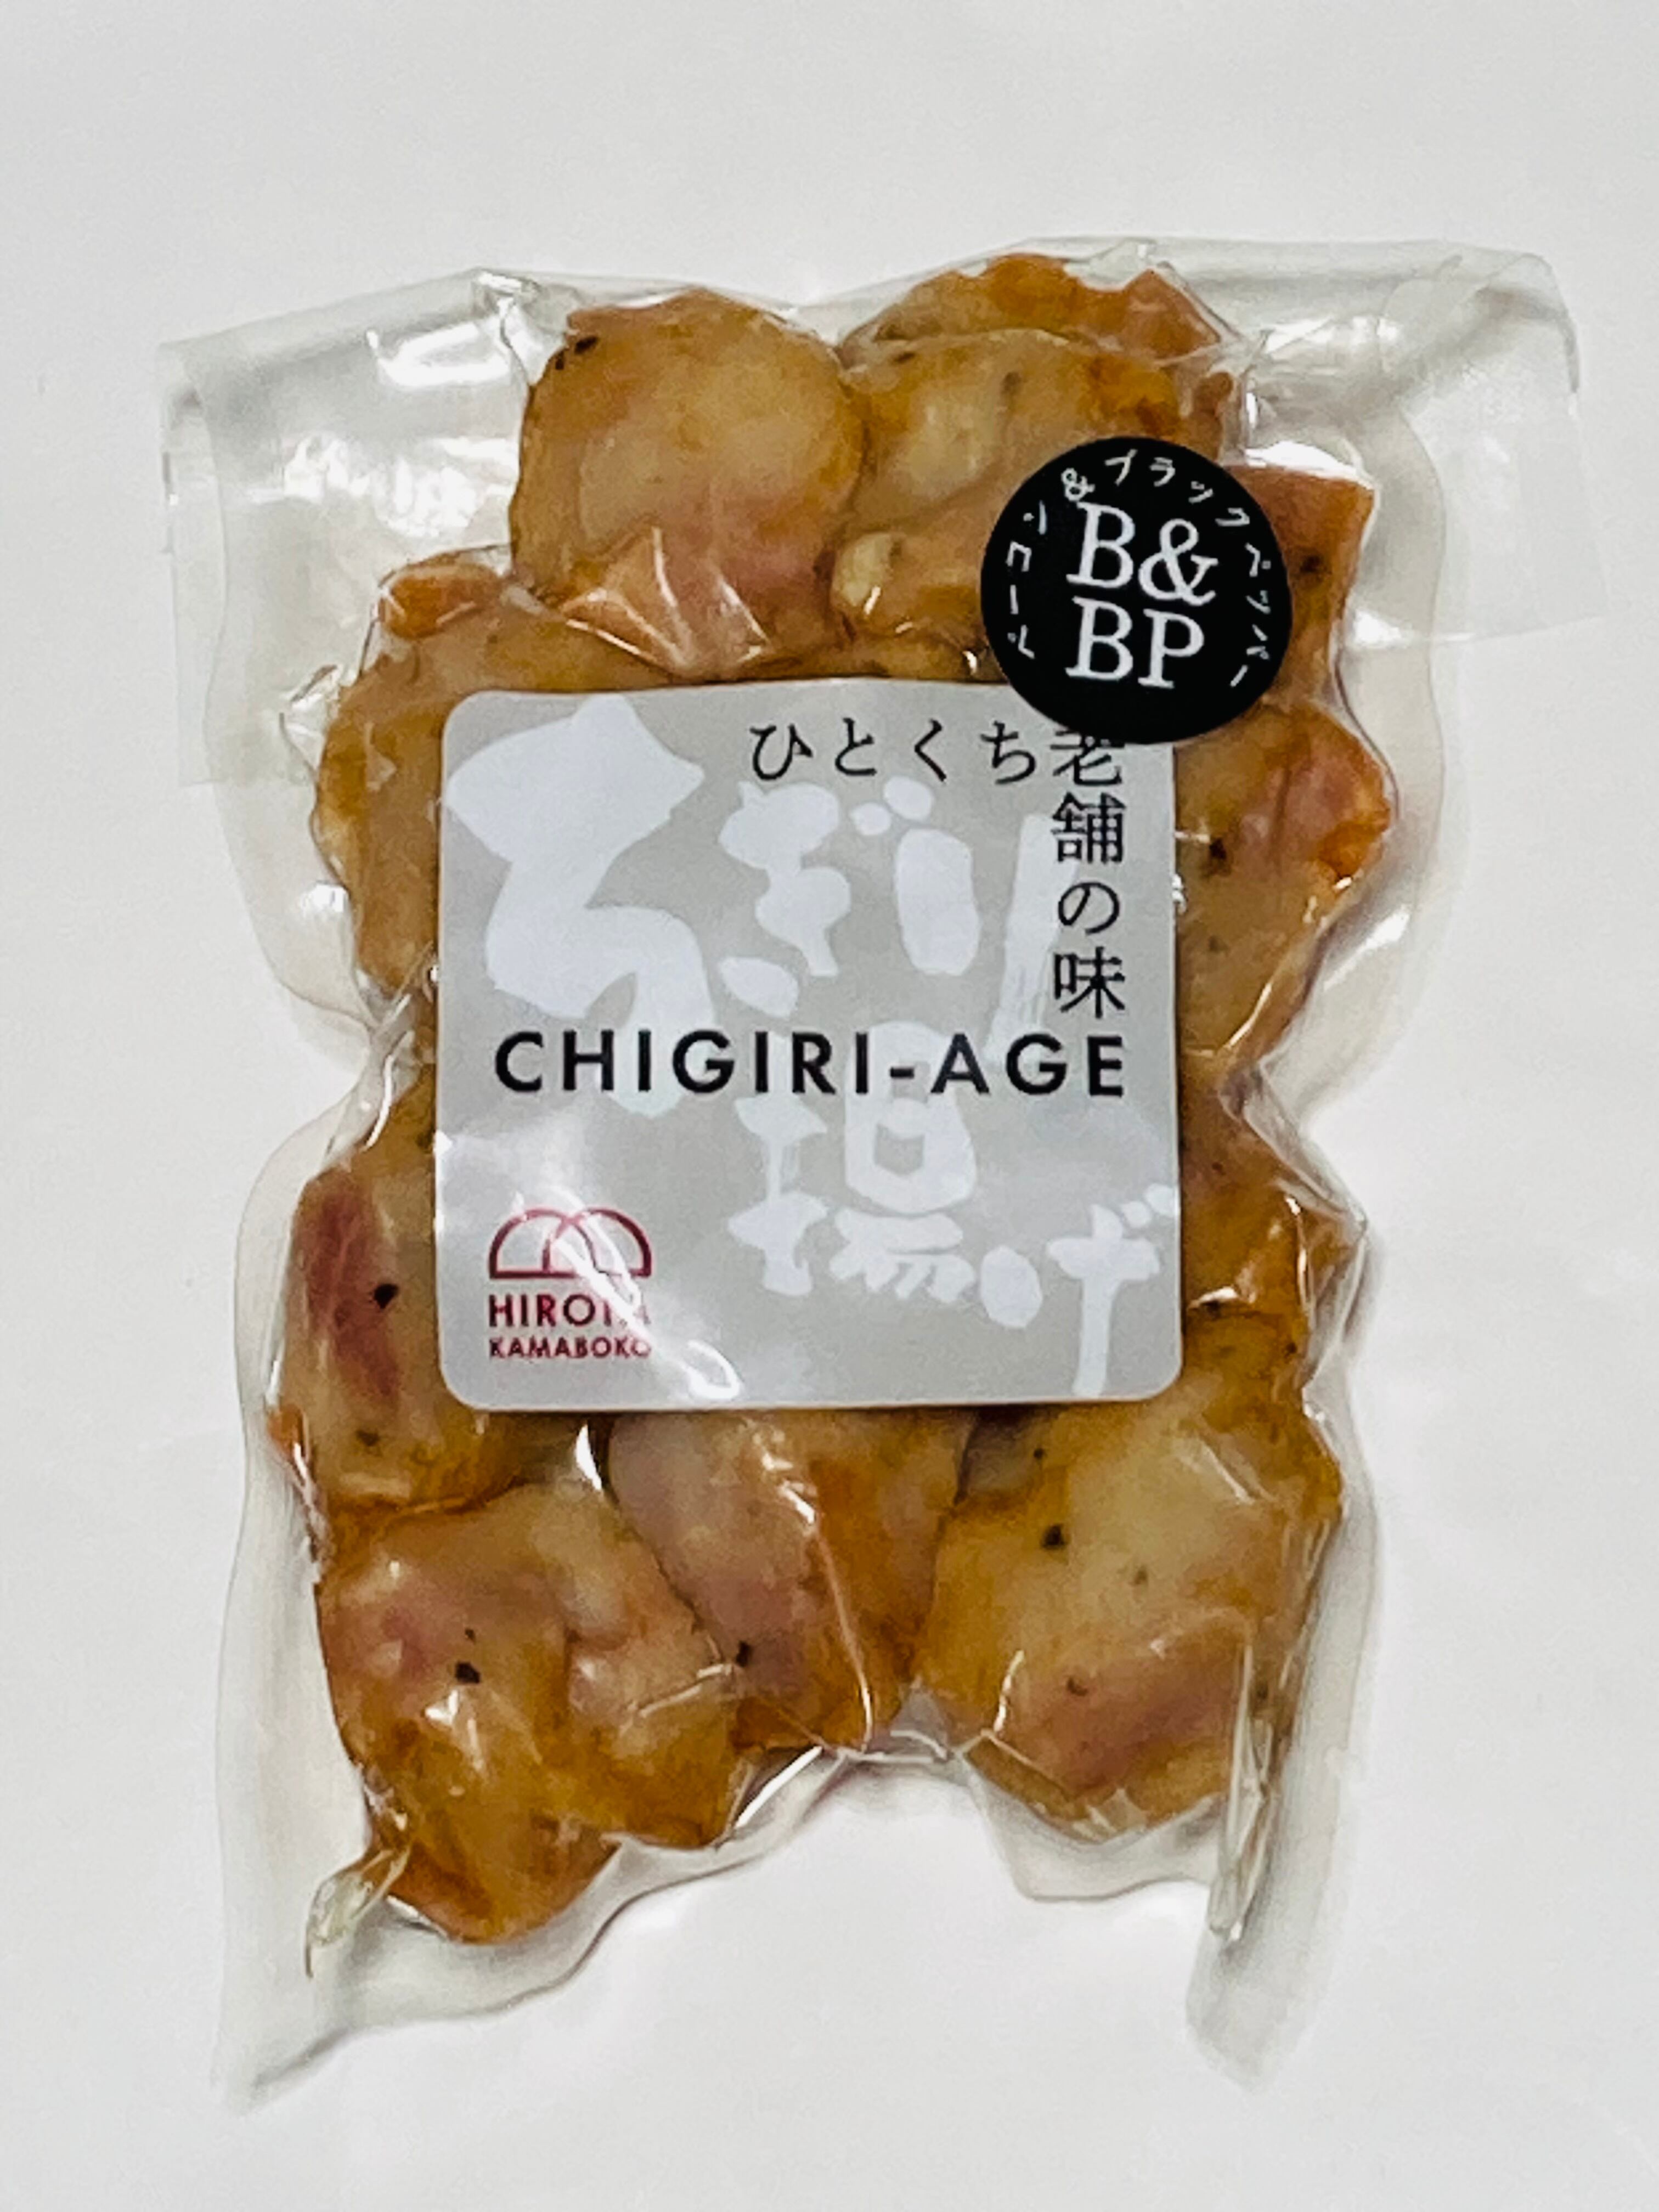 ベーコン&ブラックペッパー
B&
BP
老舗の味
ひとくち
ちぎり
揚げ
CHIGIRI-AGE
HIROTA
KAMABOKO